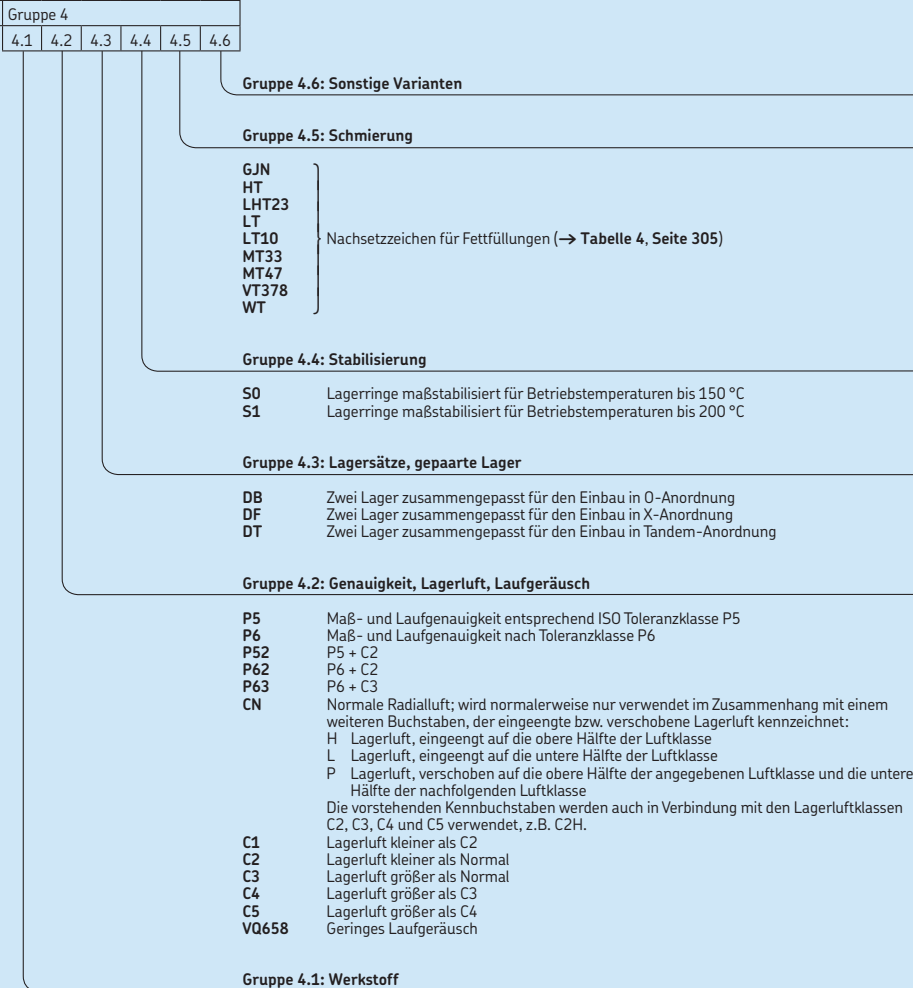 Gruppe 4
4.1 4.2 4.3 4.4 4.5 4.6
Gruppe 4.6: Sonstige Varianten
Gruppe 4.5: Schmierung
GJN
HT
LHT23
LT
LT10 Nachsetzzeichen für Fettfüllungen (→ Tabelle 4, Seite 305)
MT33
MT47
VT378
WT
Gruppe 4.4: Stabilisierung
S0 Lagerringe maßstabilisiert für Betriebstemperaturen bis 150 °C
S1 Lagerringe maßstabilisiert für Betriebstemperaturen bis 200 °C
Gruppe 4.3: Lagersätze, gepaarte Lager
DB Zwei Lager zusammengepasst für den Einbau in O-Anordnung
DF Zwei Lager zusammengepasst für den Einbau in X-Anordnung
DT Zwei Lager zusammengepasst für den Einbau in Tandem-Anordnung
Gruppe 4.2: Genauigkeit, Lagerluft, Laufgeräusch
P5 Maß- und Laufgenauigkeit entsprechend ISO Toleranzklasse P5
P6 Maß- und Laufgenauigkeit nach Toleranzklasse P6
P52 P5 + C2
P62 P6 + C2
P63 P6 + C3
CN Normale Radialluft; wird normalerweise nur verwendet im Zusammenhang mit einem
weiteren Buchstaben, der eingeengte bzw. verschobene Lagerluft kennzeichnet:
H Lagerluft, eingeengt auf die obere Hälfte der Luftklasse
L Lagerluft, eingeengt auf die untere Hälfte der Luftklasse
P Lagerluft, verschoben auf die obere Hälfte der angegebenen Luftklasse und die untere
Hälfte der nachfolgenden Luftklasse
Die vorstehenden Kennbuchstaben werden auch in Verbindung mit den Lagerluftklassen
C2, C3, C4 und C5 verwendet, z.B. C2H.
C1 Lagerluft kleiner als C2
C2 Lagerluft kleiner als Normal
C3 Lagerluft größer als Normal
C4 Lagerluft größer als C3
C5 Lagerluft größer als C4
VQ658 Geringes Laufgeräusch
Gruppe 4.1: Werkstoff